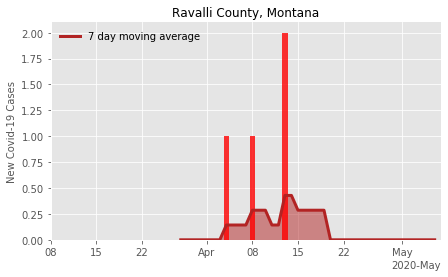 Ravalli County, Montana
7 day moving average
New Covid-19 Cases
2.00
1.75
1.50
1.25
1.00
0.75
0.50
0.25
0.00
08 15 22 Apr 08 15 22 May
2020-May